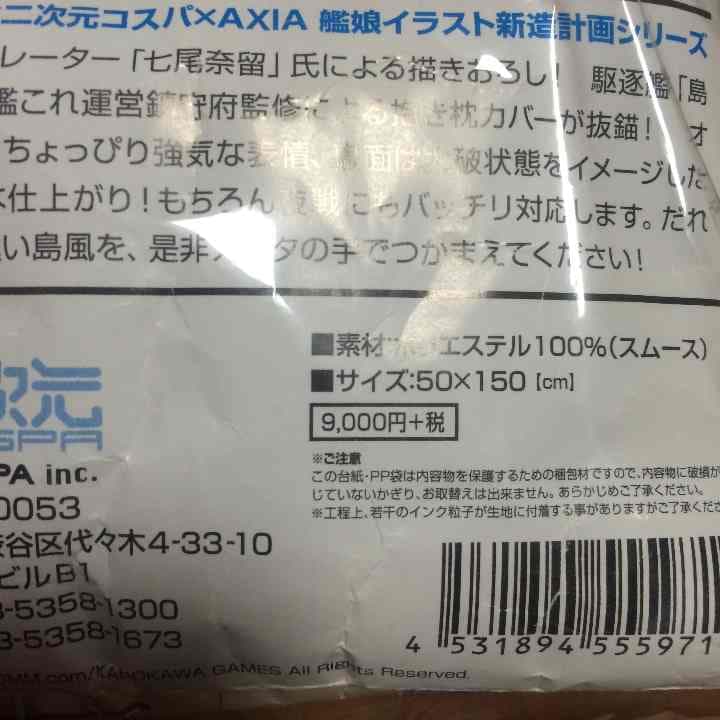 二次元コスパ×AXIA 艦娘イラスト新造計画シリーズ
レーター「七尾奈留」氏による描きおろし! 駆逐艦「島
艦これ運営鎮守府監修による抱き枕カバーが抜錨! オ
ちょっぴり強気な表情、裏面は大破状態をイメージした
仕上がり!もちろん夜戦にもバッチリ対応します。だれ
い島風を、是非アナタの手でつかまえてください!
■素材:ポリエステル100%(スムース)
■サイズ:50×150 [cm]
9,000円+税
次元
SPA
PA inc.
0053
渋谷区代々木4-33-10
ビルB1
3-5358-1300
3-5358-1673
※ご注意
この台紙・PP袋は内容物を保護するための梱包材ですので、内容物に破損が
じていないかぎり、お取替えは出来ません。あらかじめご了承ください。
※工程上、若干のインク粒子が生地に付着する事がありますがご了承くださ
4 531894 555971
DMM.com/KADOKAWA GAMES All Rights Reserved.